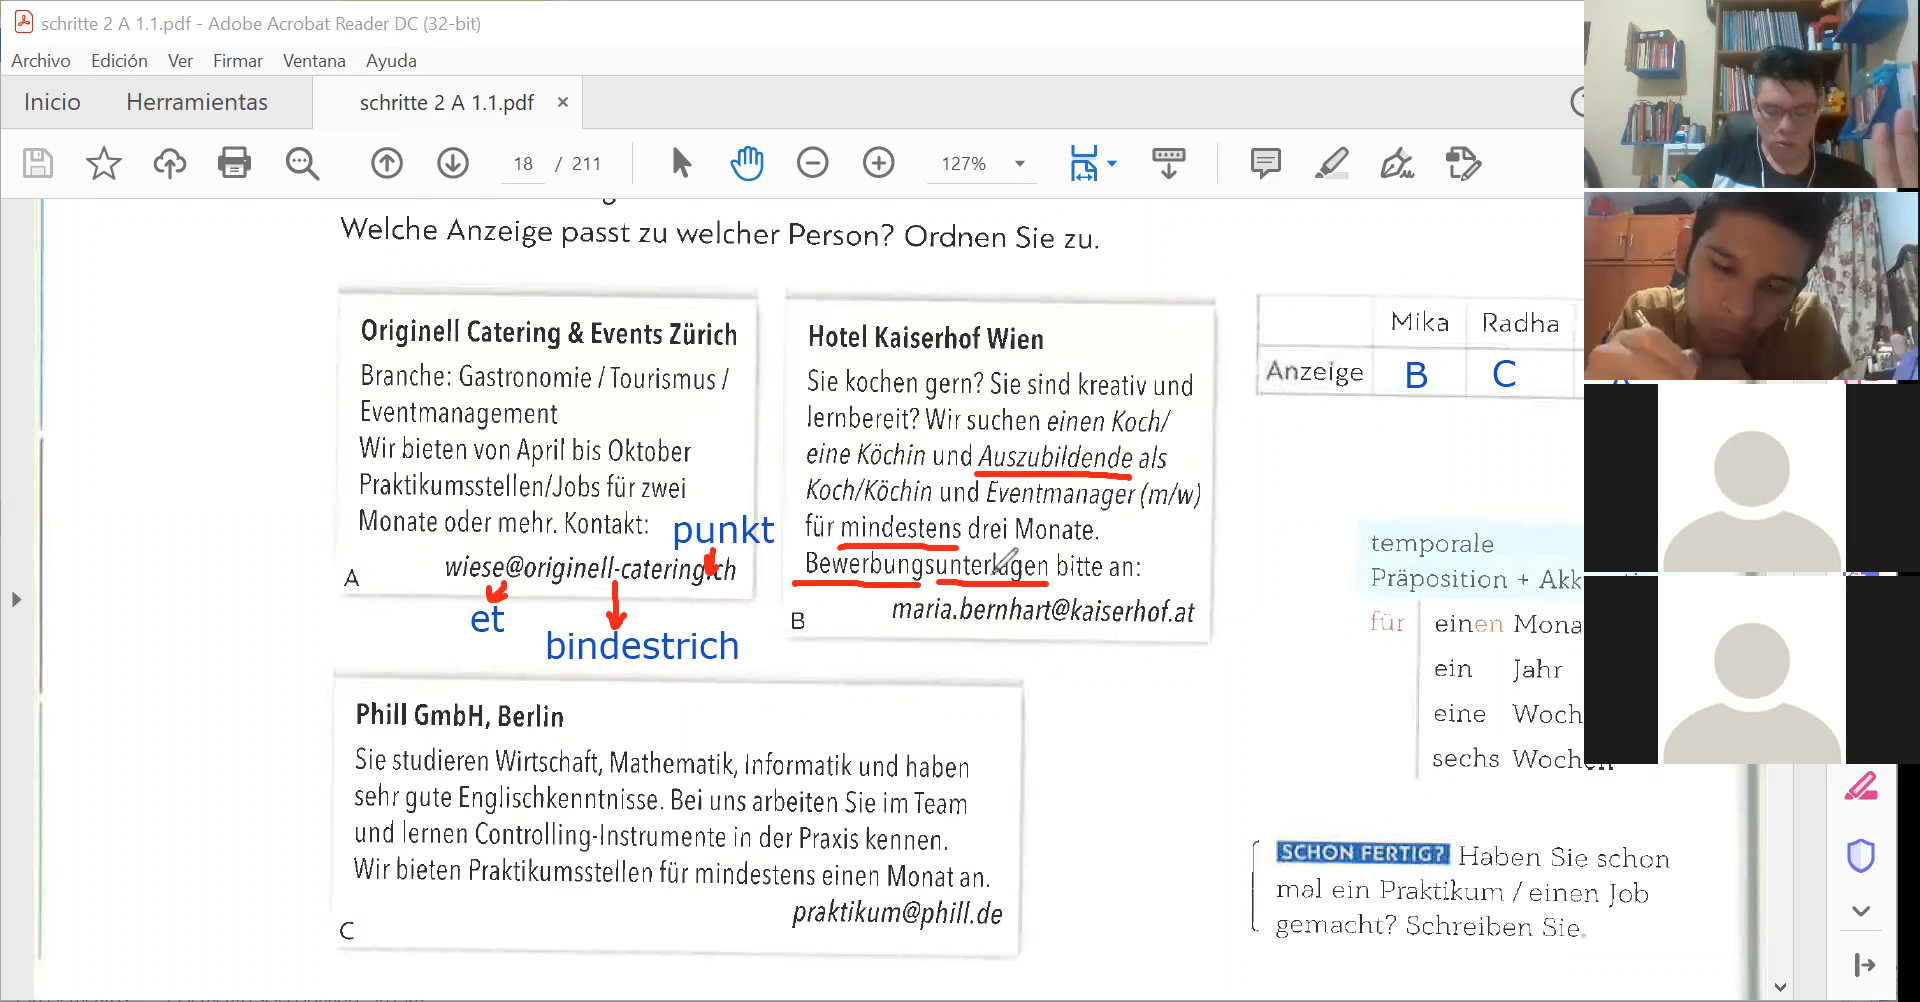 schritte 2 A 1.1.pdf - Adobe Acrobat Reader DC (32-bit)
Archivo Edición Ver Firmar Ventana Ayuda
Inicio Herramientas schritte 2 A 1.1.pdf ×
18 / 211 127%
Welche Anzeige passt zu welcher Person? Ordnen Sie zu.
Originell Catering & Events Zürich
Branche: Gastronomie / Tourismus /
Eventmanagement
Wir bieten von April bis Oktober
Praktikumsstellen/Jobs für zwei
Monate oder mehr. Kontakt:
punkt
wiese@originell-catering.ch
A
et
bindestrich
Hotel Kaiserhof Wien
Sie kochen gern? Sie sind kreativ und
lernbereit? Wir suchen einen Koch/
eine Köchin und Auszubildende als
Koch/Köchin und Eventmanager (m/w)
für mindestens drei Monate.
Bewerbungsunterlagen bitte an:
maria.bernhart@kaiserhof.at
B
Mika Radha
Anzeige B C
temporale
Präposition +
für einen
ein Jahr
eine
sechs
Phill GmbH, Berlin
Sie studieren Wirtschaft, Mathematik, Informatik und haben
sehr gute Englischkenntnisse. Bei uns arbeiten Sie im Team
und lernen Controlling-Instrumente in der Praxis kennen.
Wir bieten Praktikumsstellen für mindestens einen Monat an.
praktikum@phill.de
C
SCHON FERTIG? Haben Sie schon
mal ein Praktikum / einen Job
gemacht? Schreiben Sie.